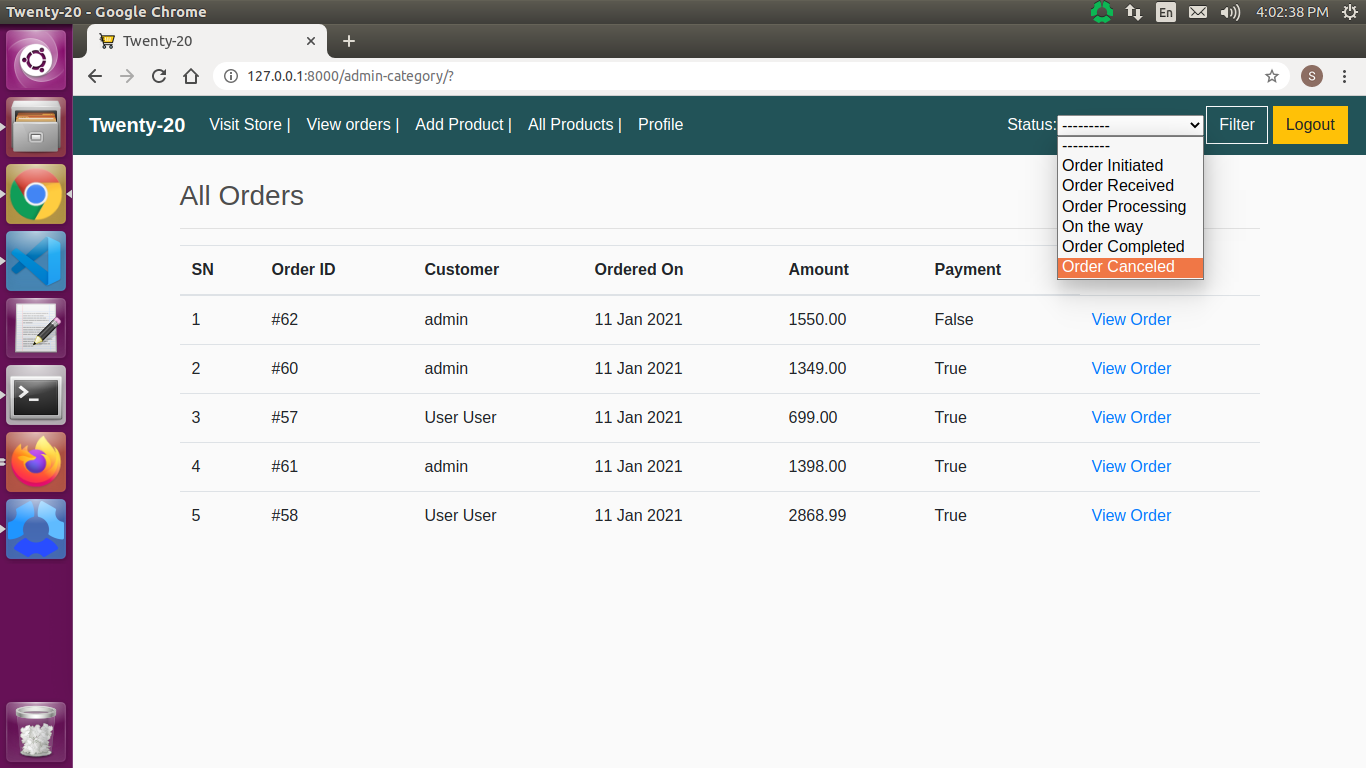 Twenty-20 - Google Chrome
En
4:02:38 PM
Twenty-20
127.0.0.1:8000/admin-category/?
S
Twenty-20 Visit Store | View orders | Add Product | All Products | Profile Status: --------- Filter Logout
---------
Order Initiated
Order Received
Order Processing
On the way
Order Completed
Order Canceled
All Orders
SN Order ID Customer Ordered On Amount Payment
1 #62 admin 11 Jan 2021 1550.00 False View Order
2 #60 admin 11 Jan 2021 1349.00 True View Order
3 #57 User User 11 Jan 2021 699.00 True View Order
4 #61 admin 11 Jan 2021 1398.00 True View Order
5 #58 User User 11 Jan 2021 2868.99 True View Order